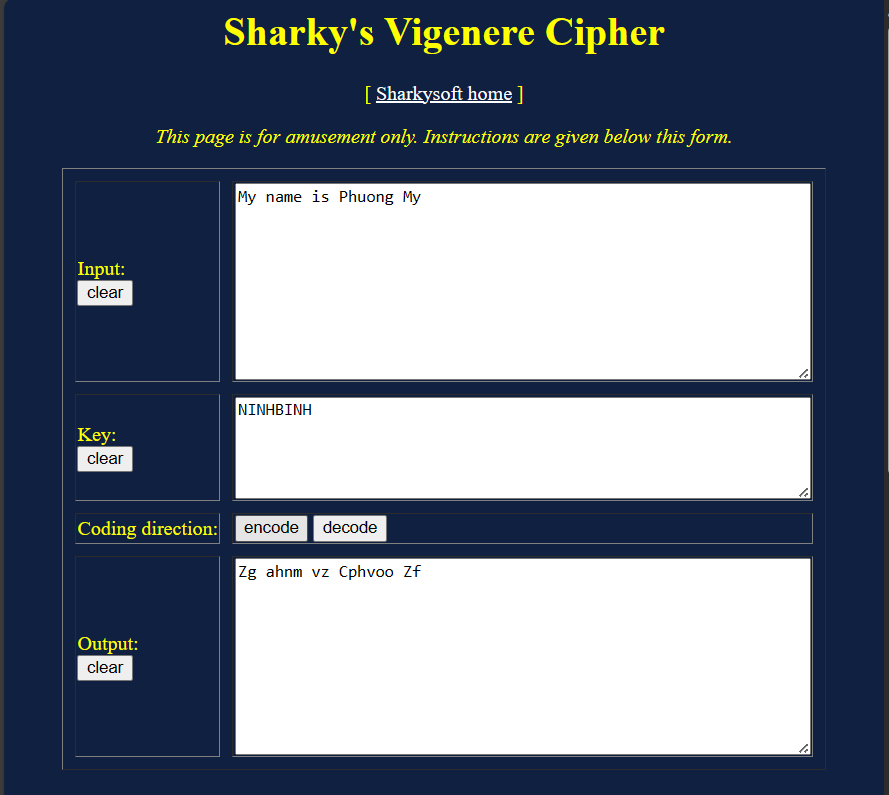 Sharky's Vigenere Cipher
[ Sharkysoft home ]
This page is for amusement only. Instructions are given below this form.
Input:
clear
My name is Phuong My
Key:
clear
NINHBINH
Coding direction:
encode decode
Output:
clear
Zg ahnm vz Cphvoo Zf